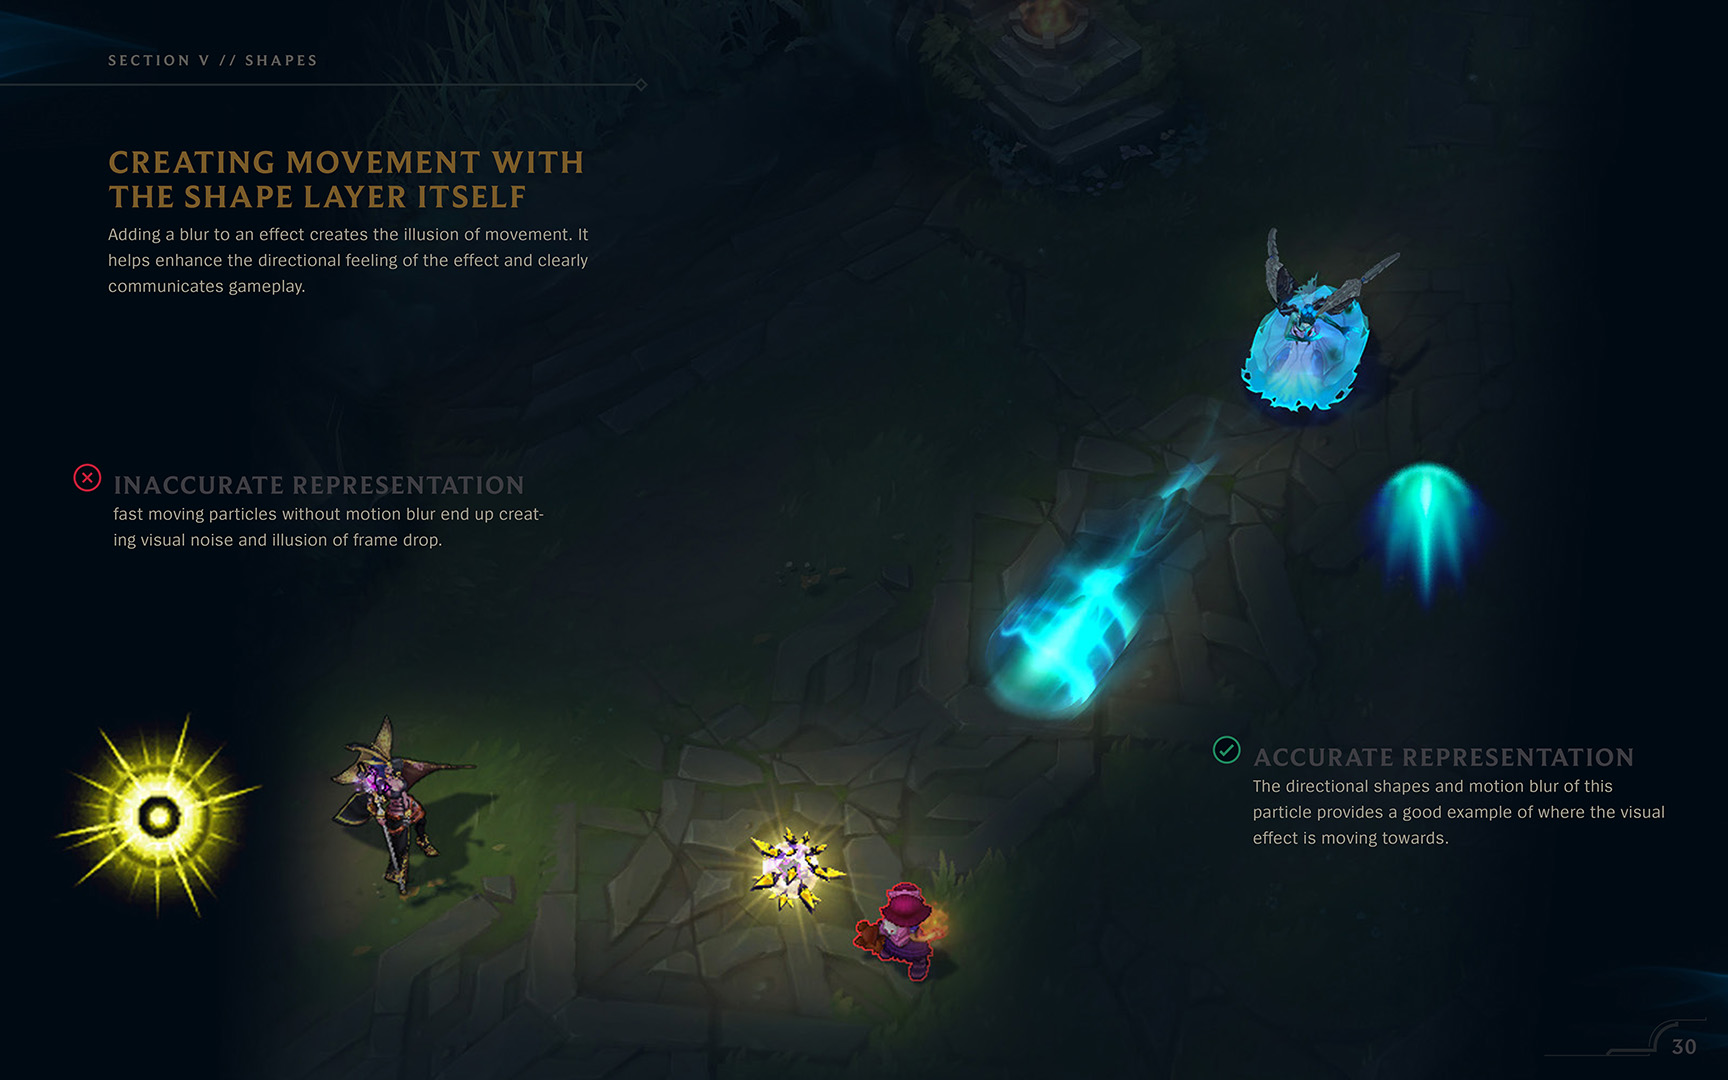 SECTION V // SHAPES
CREATING MOVEMENT WITH
THE SHAPE LAYER ITSELF
Adding a blur to an effect creates the illusion of movement. It
helps enhance the directional feeling of the effect and clearly
communicates gameplay.
INACCURATE REPRESENTATION
fast moving particles without motion blur end up creat-
ing visual noise and illusion of frame drop.
ACCURATE REPRESENTATION
The directional shapes and motion blur of this
particle provides a good example of where the visual
effect is moving towards.
30